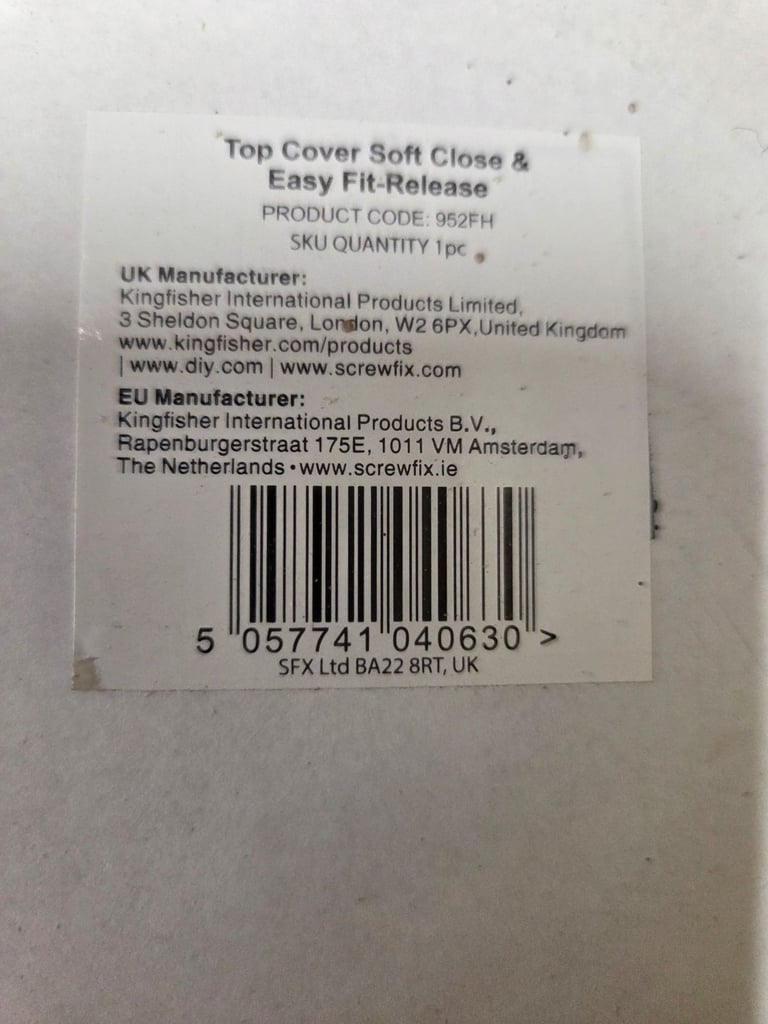 Top Cover Soft Close &
Easy Fit-Release
PRODUCT CODE: 952FH
SKU QUANTITY 1pc
UK Manufacturer:
Kingfisher International Products Limited,
3 Sheldon Square, London, W2 6PX,United Kingdom
www.kingfisher.com/products
| www.diy.com | www.screwfix.com
EU Manufacturer:
Kingfisher International Products B.V.,
Rapenburgerstraat 175E, 1011 VM Amsterdam,
The Netherlands • www.screwfix.ie
5 057741 040630 >
SFX Ltd BA22 8RT, UK